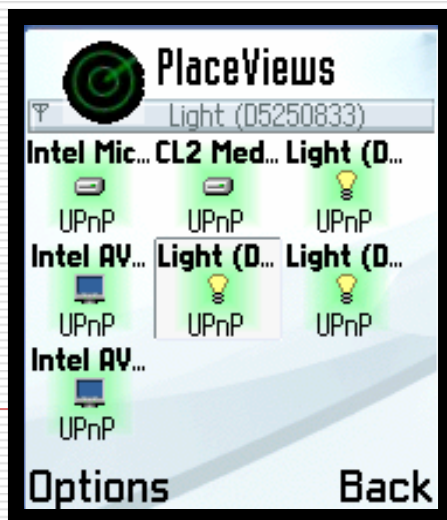 PlaceViews
Light (D5250833)
Intel Mic... CL2 Med... Light (D...
UPnP UPnP UPnP
Intel AV... Light (D... Light (D...
UPnP UPnP UPnP
Intel AV...
UPnP
Options Back